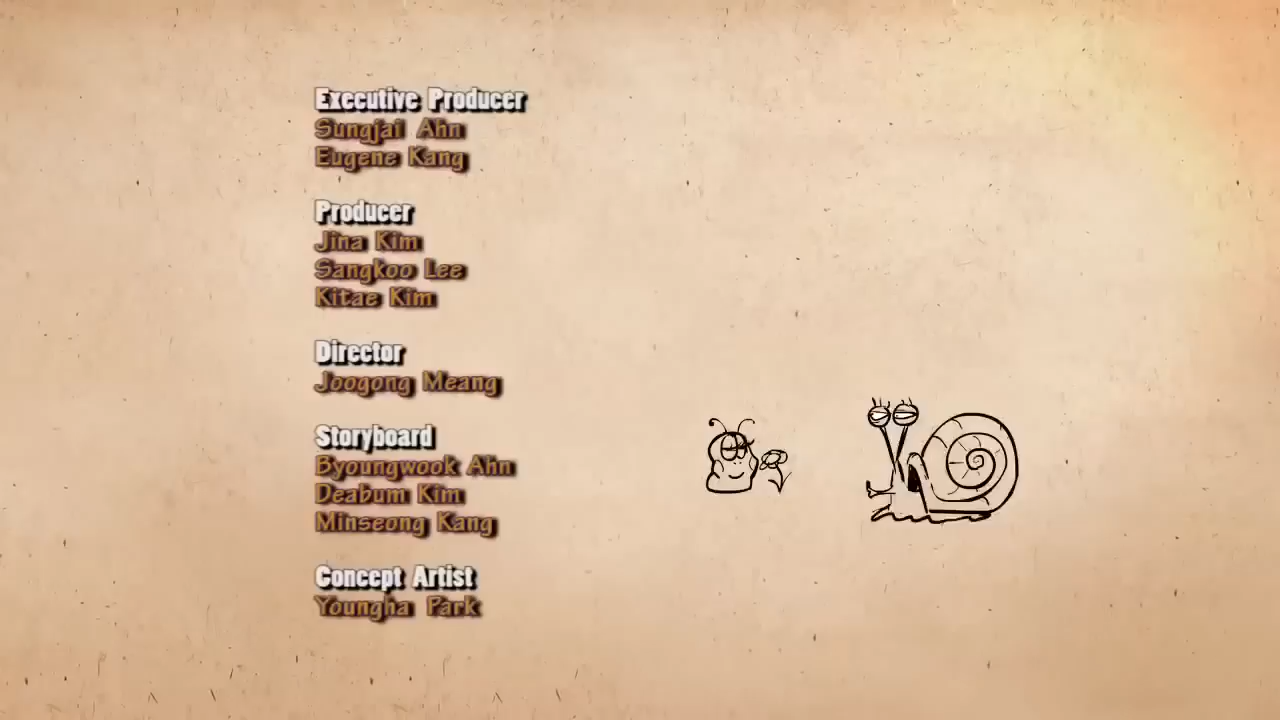 Executive Producer
Sungjai Ahn
Eugene Kang
Producer
Jina Kim
Sangkoo Lee
Kitae Kim
Director
Joogong Meang
Storyboard
Byoungwook Ahn
Deabum Kim
Minseong Kang
Concept Artist
Youngha Park